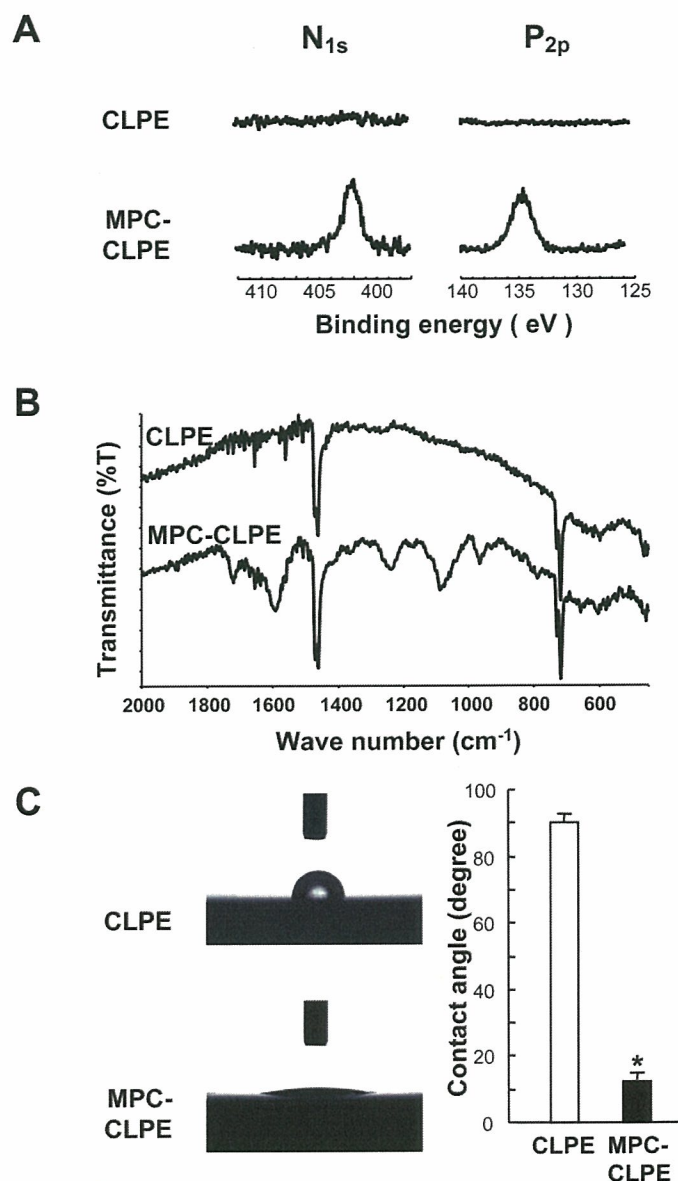 A
N1s P2p
CLPE
MPC-
CLPE
410 405 400 140 135 130 125
Binding energy ( eV )
B
CLPE
MPC-CLPE
Transmittance (%T)
2000 1800 1600 1400 1200 1000 800 600
Wave number (cm-1)
C
CLPE
MPC-
CLPE
Contact angle (degree)
100
80
60
40
20
0
*
CLPE MPC-
CLPE